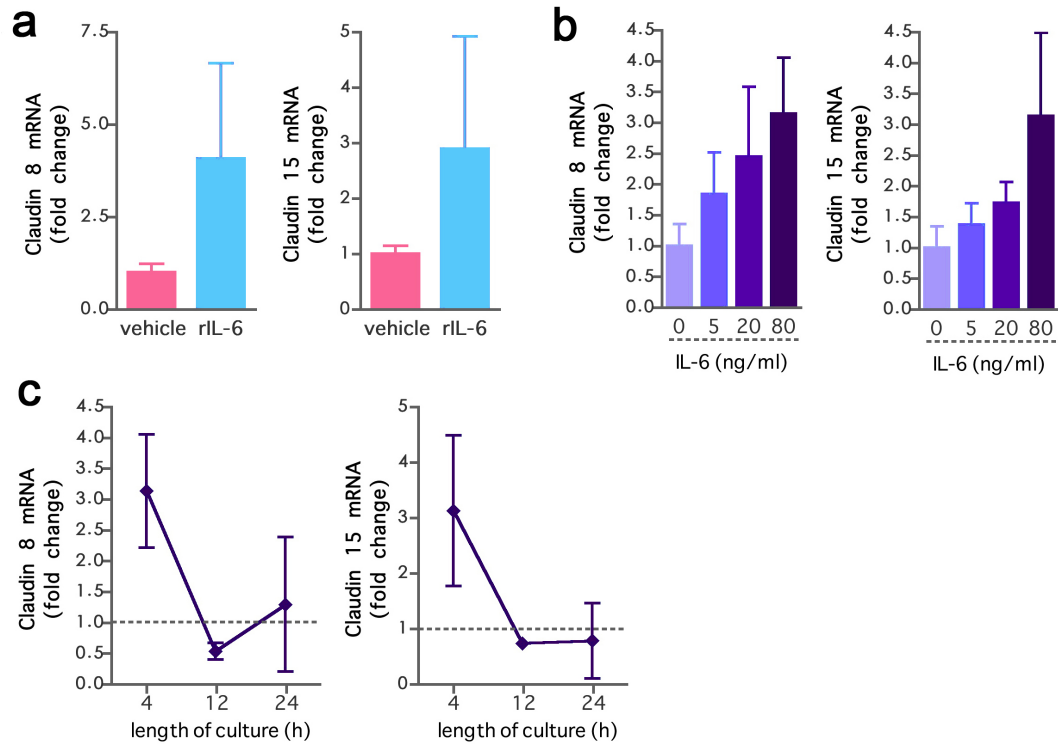 a
Claudin 8 mRNA
(fold change)
7.5
5.0
2.5
0.0
vehicle rIL-6
Claudin 15 mRNA
(fold change)
5
4
3
2
1
0
vehicle rIL-6
b
Claudin 8 mRNA
(fold change)
4.5
4.0
3.5
3.0
2.5
2.0
1.5
1.0
0.5
0.0
0 5 20 80
IL-6 (ng/ml)
Claudin 15 mRNA
(fold change)
4.5
4.0
3.5
3.0
2.5
2.0
1.5
1.0
0.5
0.0
0 5 20 80
IL-6 (ng/ml)
c
Claudin 8 mRNA
(fold change)
4.5
4.0
3.5
3.0
2.5
2.0
1.5
1.0
0.5
0.0
4 12 24
length of culture (h)
Claudin 15 mRNA
(fold change)
5
4
3
2
1
0
4 12 24
length of culture (h)